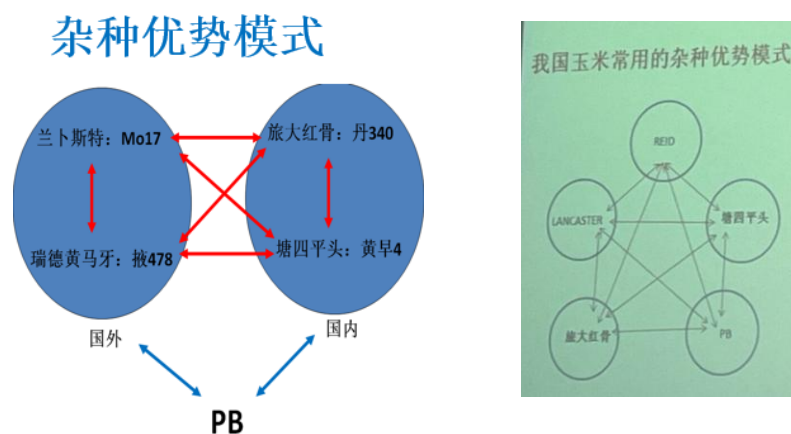 杂种优势模式
兰卜斯特：Mo17
旅大红骨：丹340
瑞德黄马牙：掖478
塘四平头：黄早4
国外
国内
PB
我国玉米常用的杂种优势模式
REID
LANCASTER
塘四平头
旅大红骨
PB